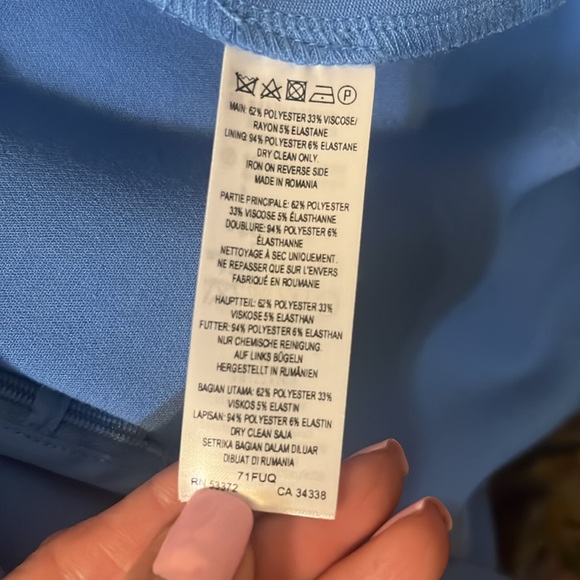 P
MAIN: 62% POLYESTER 33% VISCOSE/
RAYON 5% ELASTANE
LINING: 94% POLYESTER 6% ELASTANE
DRY CLEAN ONLY.
IRON ON REVERSE SIDE
MADE IN ROMANIA
PARTIE PRINCIPALE: 62% POLYESTER
33% VISCOSE 5% ÉLASTHANNE
DOUBLURE: 94% POLYESTER 6%
ÉLASTHANNE
NETTOYAGE À SEC UNIQUEMENT.
NE REPASSER QUE SUR L'ENVERS
FABRIQUÉ EN ROUMANIE
HAUPTTEIL: 62% POLYESTER 33%
VISKOSE 5% ELASTHAN
FUTTER: 94% POLYESTER 6% ELASTHAN
NUR CHEMISCHE REINIGUNG.
AUF LINKS BÜGELN
HERGESTELLT IN RUMÄNIEN
BAGIAN UTAMA: 62% POLYESTER 33%
VISKOS 5% ELASTIN
LAPISAN: 94% POLYESTER 6% ELASTIN
DRY CLEAN SAJA
SETRIKA BAGIAN DALAM DILUAR
DIBUAT DI RUMANIA
71FUQ
RN 53372 CA 34338